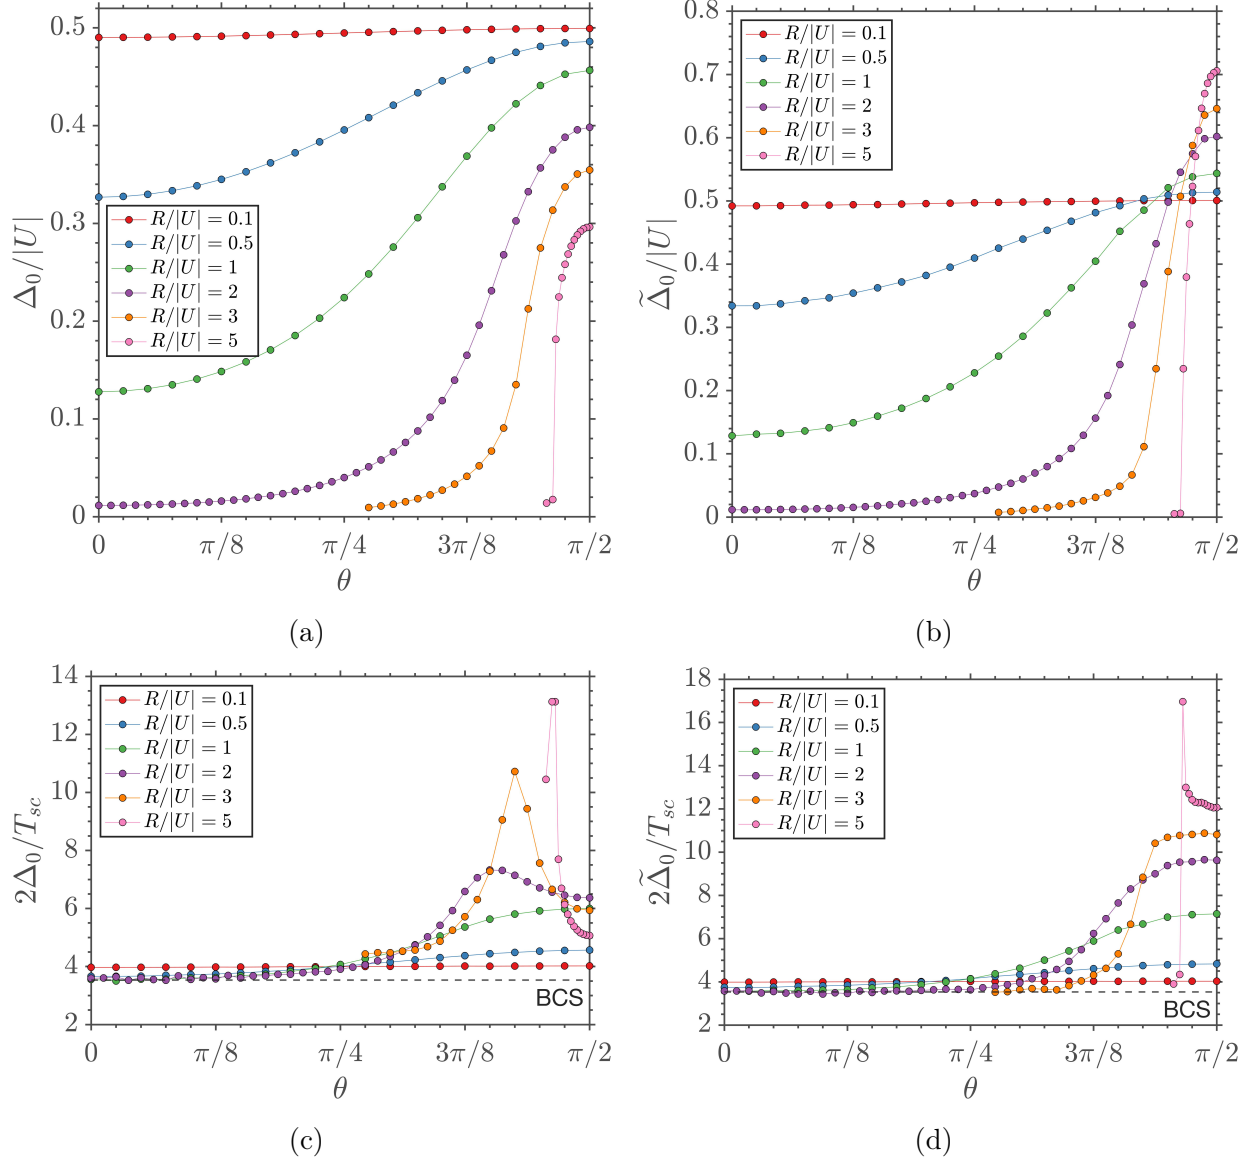 0.5
0.4
0.3
0.2
0.1
0
Δ₀/|U|
R/|U| = 0.1
R/|U| = 0.5
R/|U| = 1
R/|U| = 2
R/|U| = 3
R/|U| = 5
0 π/8 π/4 3π/8 π/2
θ
(a)
0.8
0.7
0.6
0.5
0.4
0.3
0.2
0.1
0
Δ̃₀/|U|
R/|U| = 0.1
R/|U| = 0.5
R/|U| = 1
R/|U| = 2
R/|U| = 3
R/|U| = 5
0 π/8 π/4 3π/8 π/2
θ
(b)
14
12
10
8
6
4
2
2Δ₀/T_sc
R/|U| = 0.1
R/|U| = 0.5
R/|U| = 1
R/|U| = 2
R/|U| = 3
R/|U| = 5
BCS
0 π/8 π/4 3π/8 π/2
θ
(c)
18
16
14
12
10
8
6
4
2
2Δ̃₀/T_sc
R/|U| = 0.1
R/|U| = 0.5
R/|U| = 1
R/|U| = 2
R/|U| = 3
R/|U| = 5
BCS
0 π/8 π/4 3π/8 π/2
θ
(d)